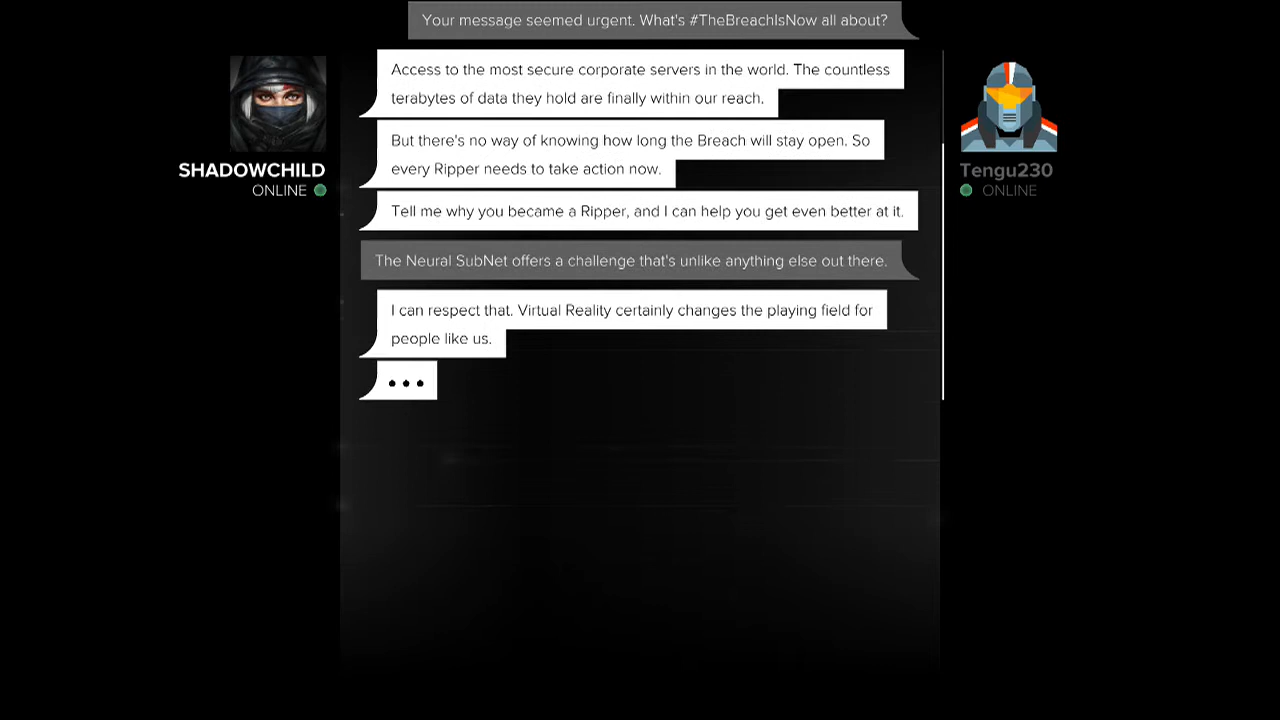 Your message seemed urgent. What's #TheBreachIsNow all about?
Access to the most secure corporate servers in the world. The countless
terabytes of data they hold are finally within our reach.
SHADOWCHILD
ONLINE
Tengu230
ONLINE
But there's no way of knowing how long the Breach will stay open. So
every Ripper needs to take action now.
Tell me why you became a Ripper, and I can help you get even better at it.
The Neural SubNet offers a challenge that's unlike anything else out there.
I can respect that. Virtual Reality certainly changes the playing field for
people like us.
...